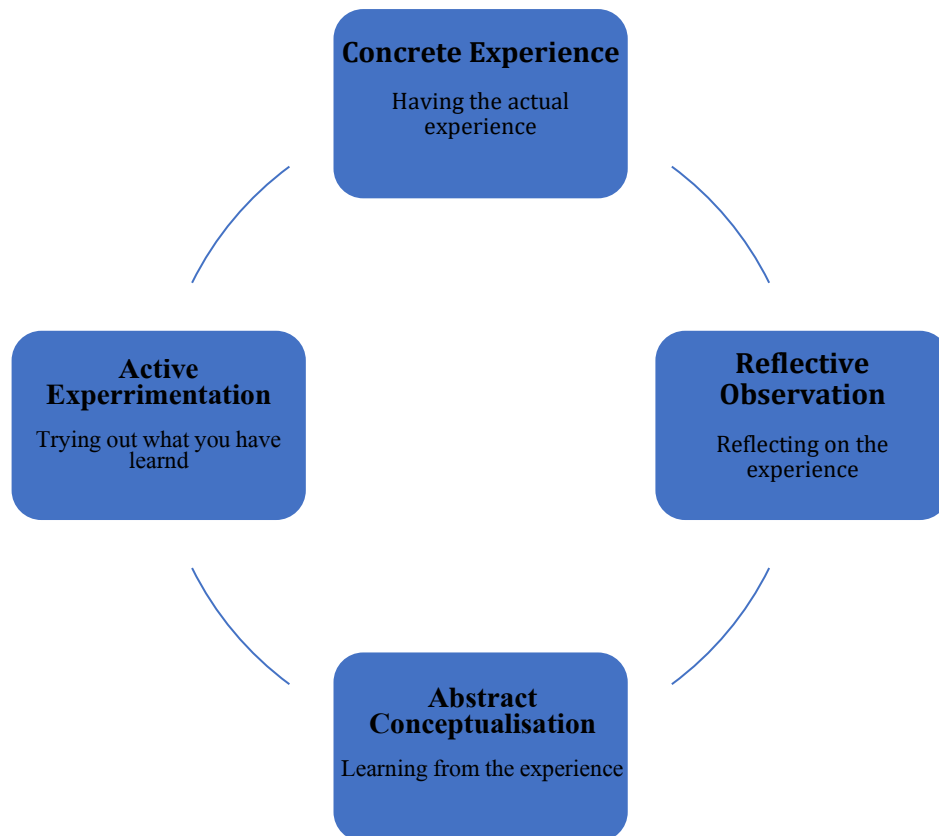 Concrete Experience
Having the actual
experience
Reflective
Observation
Reflecting on the
experience
Abstract
Conceptualisation
Learning from the experience
Active
Experrimentation
Trying out what you have
learnd